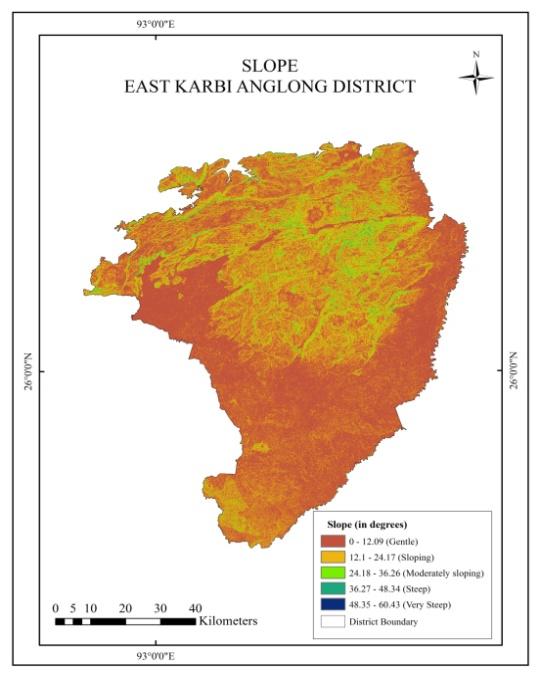 93°0'0"E
SLOPE
EAST KARBI ANGLONG DISTRICT
N
26°0'0"N
26°0'0"N
Slope (in degrees)
0 - 12.09 (Gentle)
12.1 - 24.17 (Sloping)
24.18 - 36.26 (Moderately sloping)
36.27 - 48.34 (Steep)
48.35 - 60.43 (Very Steep)
District Boundary
0 5 10 20 30 40
Kilometers
93°0'0"E